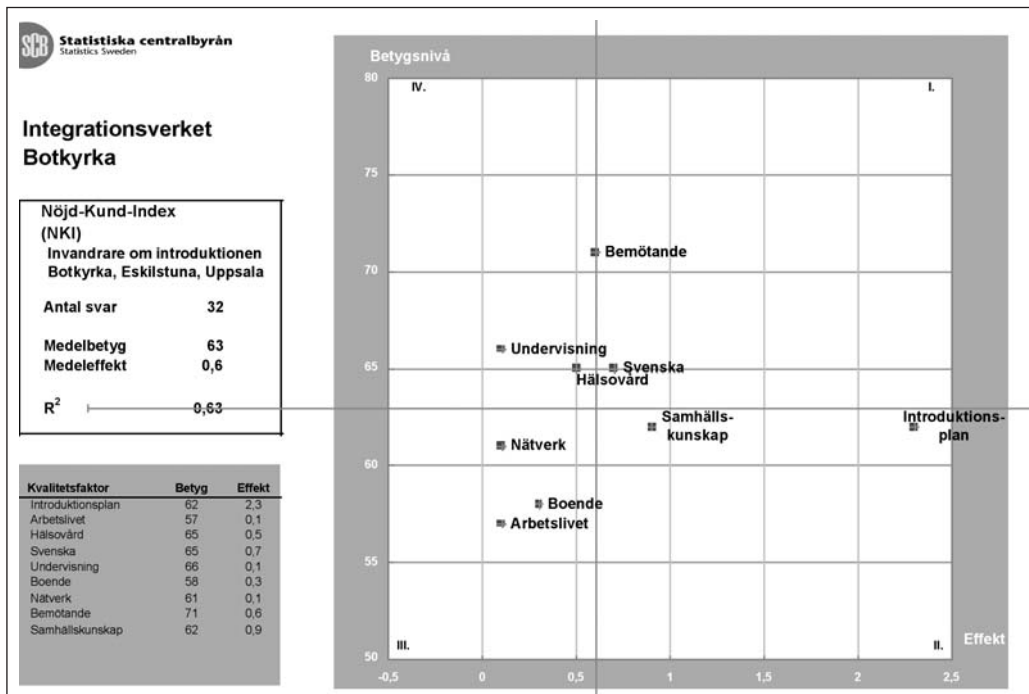 SCB Statistiska centralbyrån
Statistics Sweden
Integrationsverket
Botkyrka
Nöjd-Kund-Index
(NKI)
Invandrare om introduktionen
Botkyrka, Eskilstuna, Uppsala
Antal svar 32
Medelbetyg 63
Medeleffekt 0,6
R² 0,63
Kvalitetsfaktor Betyg Effekt
Introduktionsplan 62 2,3
Arbetslivet 57 0,1
Hälsovård 65 0,5
Svenska 65 0,7
Undervisning 66 0,1
Boende 58 0,3
Nätverk 61 0,1
Bemötande 71 0,6
Samhällskunskap 62 0,9
Betygsnivå
80
IV. I.
75
70
Bemötande
Undervisning
65
Svenska
Hälsovård
Samhälls-
kunskap
Introduktions-
plan
Nätverk
60
Boende
Arbetslivet
55
III. II.
Effekt
50
-0,5 0 0,5 1 1,5 2 2,5